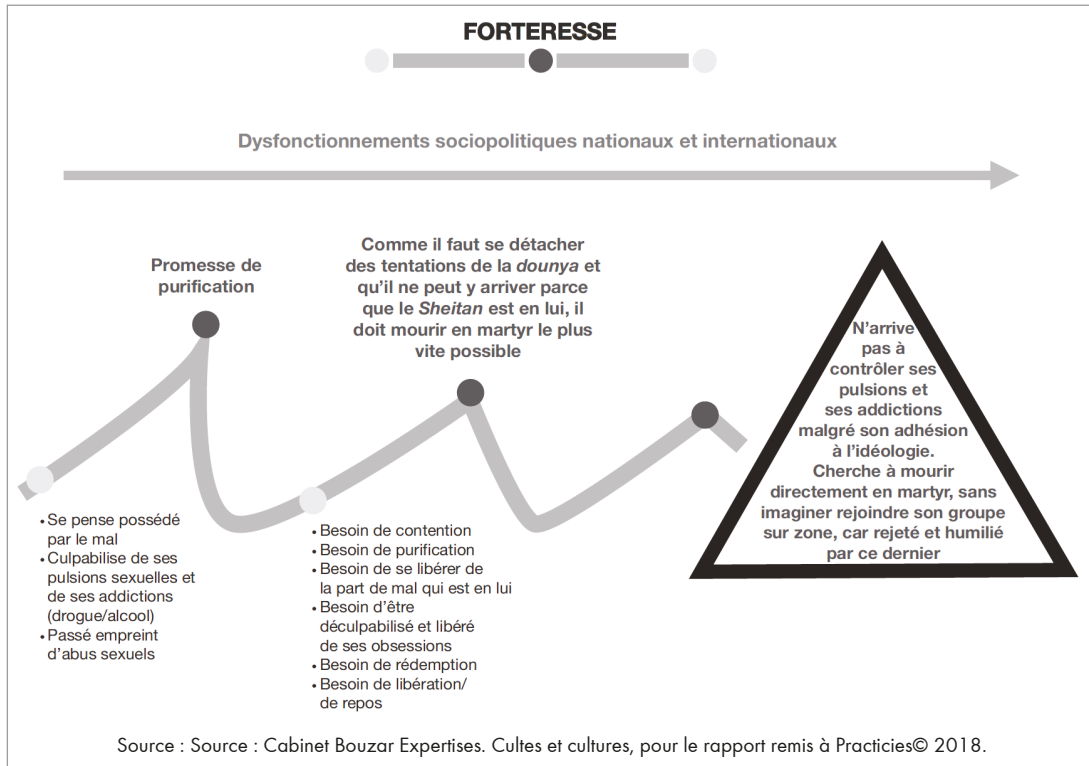 FORTERESSE
Dysfonctionnements sociopolitiques nationaux et internationaux
Promesse de
purification
Comme il faut se détacher
des tentations de la dounya et
qu’il ne peut y arriver parce
que le Sheitan est en lui, il
doit mourir en martyr le plus
vite possible
• Se pense possédé
par le mal
• Culpabilise de ses
pulsions sexuelles et
de ses addictions
(drogue/alcool)
• Passé empreint
d’abus sexuels
• Besoin de contention
• Besoin de purification
• Besoin de se libérer de
la part de mal qui est en lui
• Besoin d’être
déculpabilisé et libéré
de ses obsessions
• Besoin de rédemption
• Besoin de libération/
de repos
N’arrive
pas à
contrôler ses
pulsions et
ses addictions
malgré son adhésion
à l’idéologie.
Cherche à mourir
directement en martyr, sans
imaginer rejoindre son groupe
sur zone, car rejeté et humilié
par ce dernier
Source : Source : Cabinet Bouzar Expertises. Cultes et cultures, pour le rapport remis à Practicies© 2018.